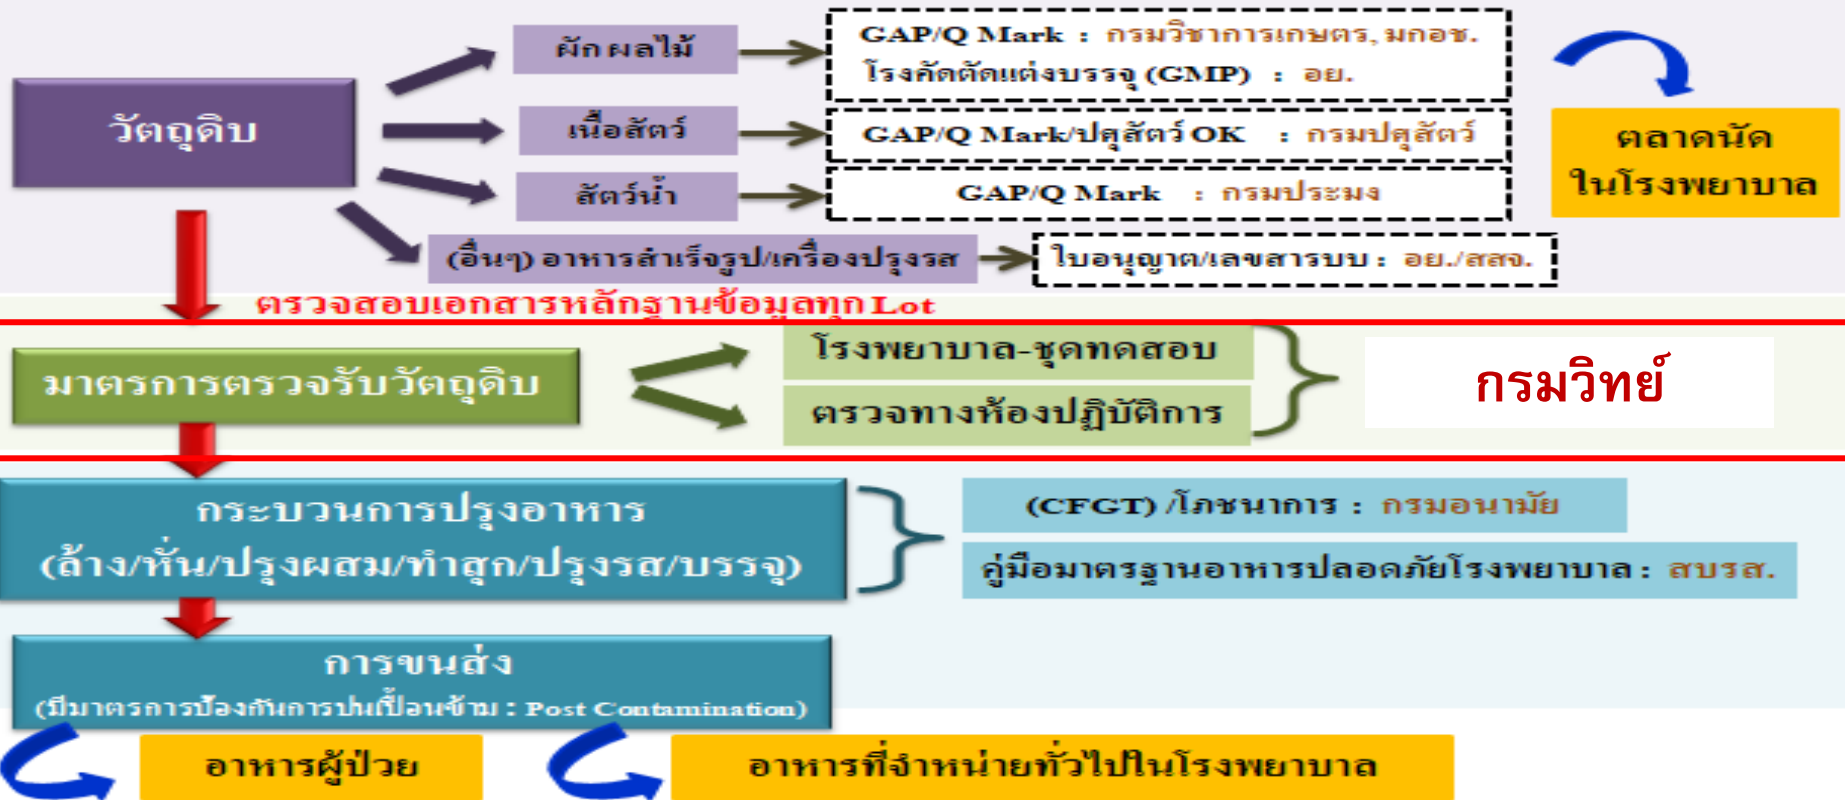 ผัก ผลไม้
GAP/Q Mark : กรมวิชาการเกษตร, มกอช.
โรงคัดตัดแต่งบรรจุ (GMP) : อย.
วัตถุดิบ
เนื้อสัตว์
GAP/Q Mark/ปศุสัตว์ OK : กรมปศุสัตว์
ตลาดนัด
ในโรงพยาบาล
สัตว์น้ำ
GAP/Q Mark : กรมประมง
(อื่นๆ) อาหารสำเร็จรูป/เครื่องปรุงรส
ใบอนุญาต/เลขสารบบ : อย./สสจ.
ตรวจสอบเอกสารหลักฐานข้อมูลทุก Lot
มาตรการตรวจรับวัตถุดิบ
โรงพยาบาล-ชุดทดสอบ
ตรวจทางห้องปฏิบัติการ
กรมวิทย์
กระบวนการปรุงอาหาร
(ล้าง/หั่น/ปรุงผสม/ทำสุก/ปรุงรส/บรรจุ)
(CFGT) /โภชนาการ : กรมอนามัย
คู่มือมาตรฐานอาหารปลอดภัยโรงพยาบาล : สบรส.
การขนส่ง
(มีมาตรการป้องกันการปนเปื้อนข้าม : Post Contamination)
อาหารผู้ป่วย
อาหารที่จำหน่ายทั่วไปในโรงพยาบาล